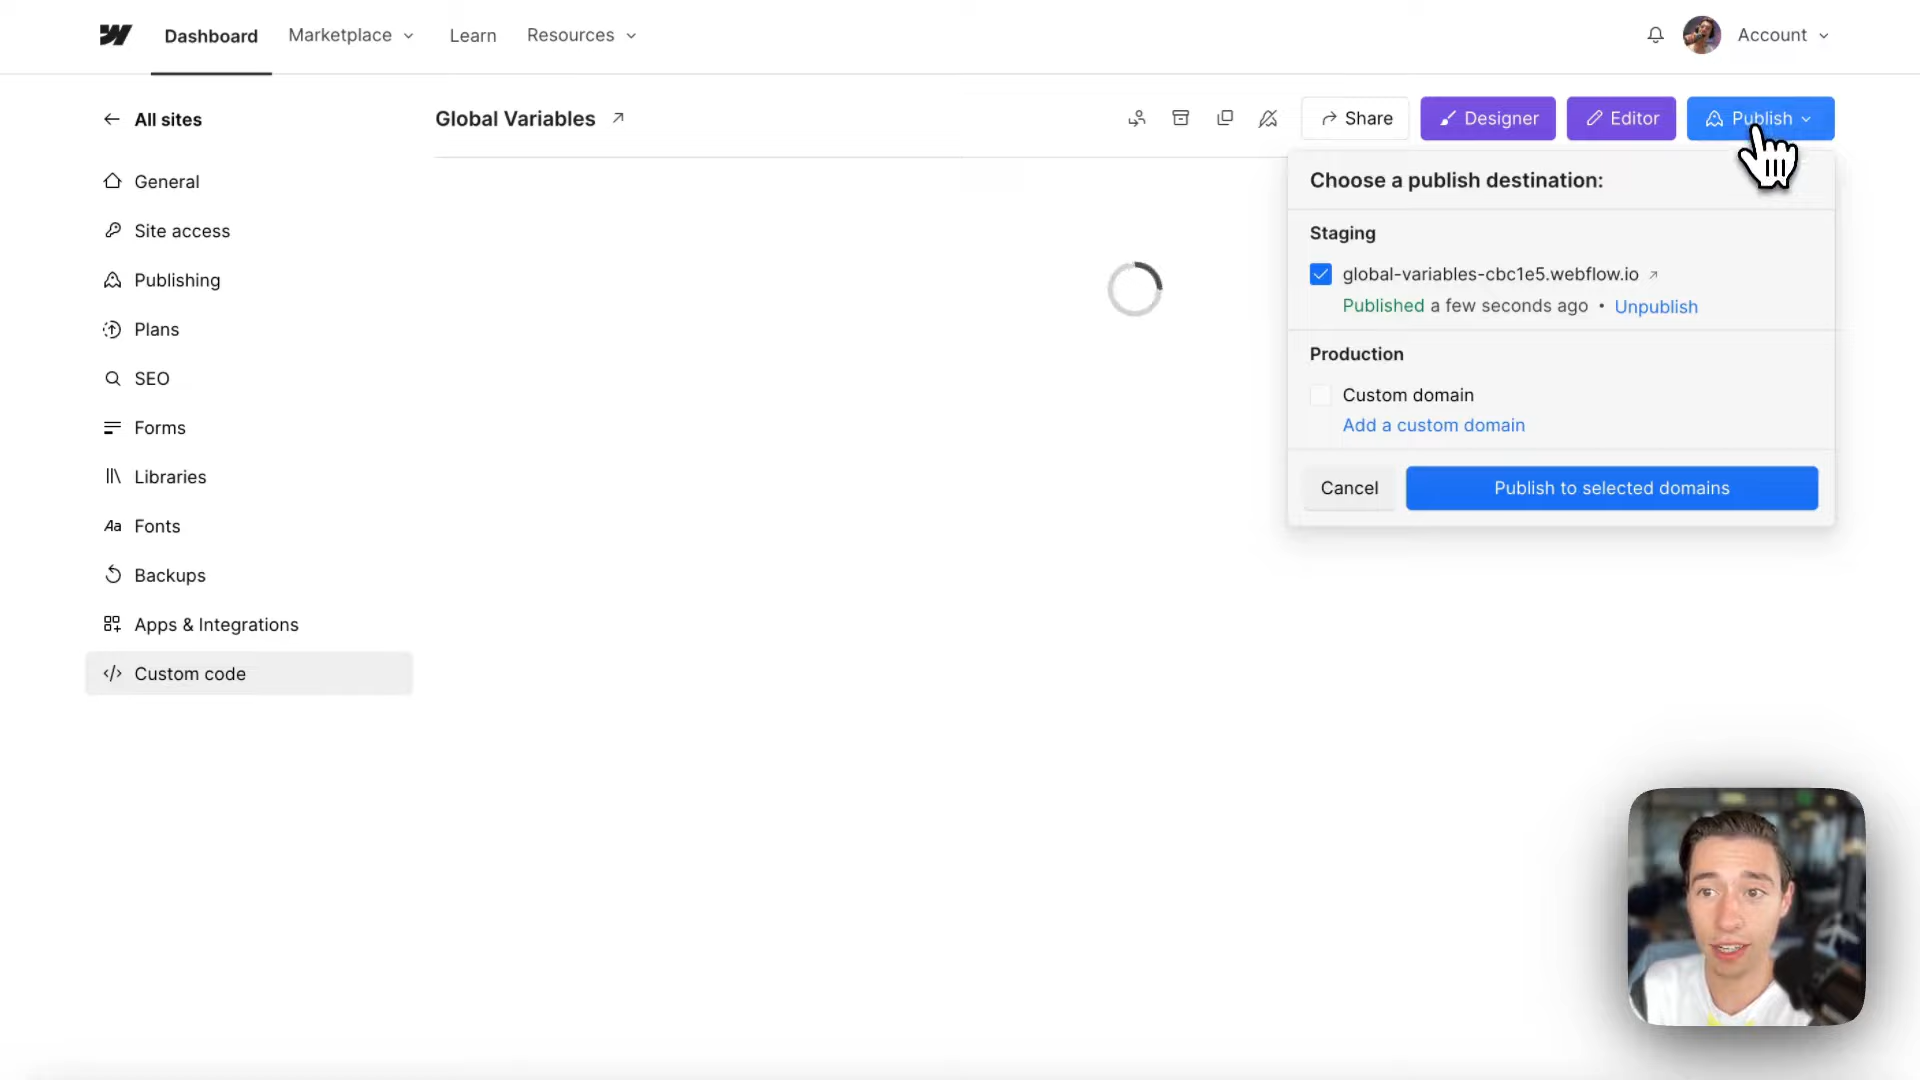 Dashboard
Marketplace
Learn
Resources
Account
All sites
General
Site access
Publishing
Plans
SEO
Forms
Libraries
Aa Fonts
Backups
Apps & Integrations
</> Custom code
Global Variables
Share
Designer
Editor
Publish
Choose a publish destination:
Staging
global-variables-cbc1e5.webflow.io
Published a few seconds ago • Unpublish
Production
Custom domain
Add a custom domain
Cancel
Publish to selected domains